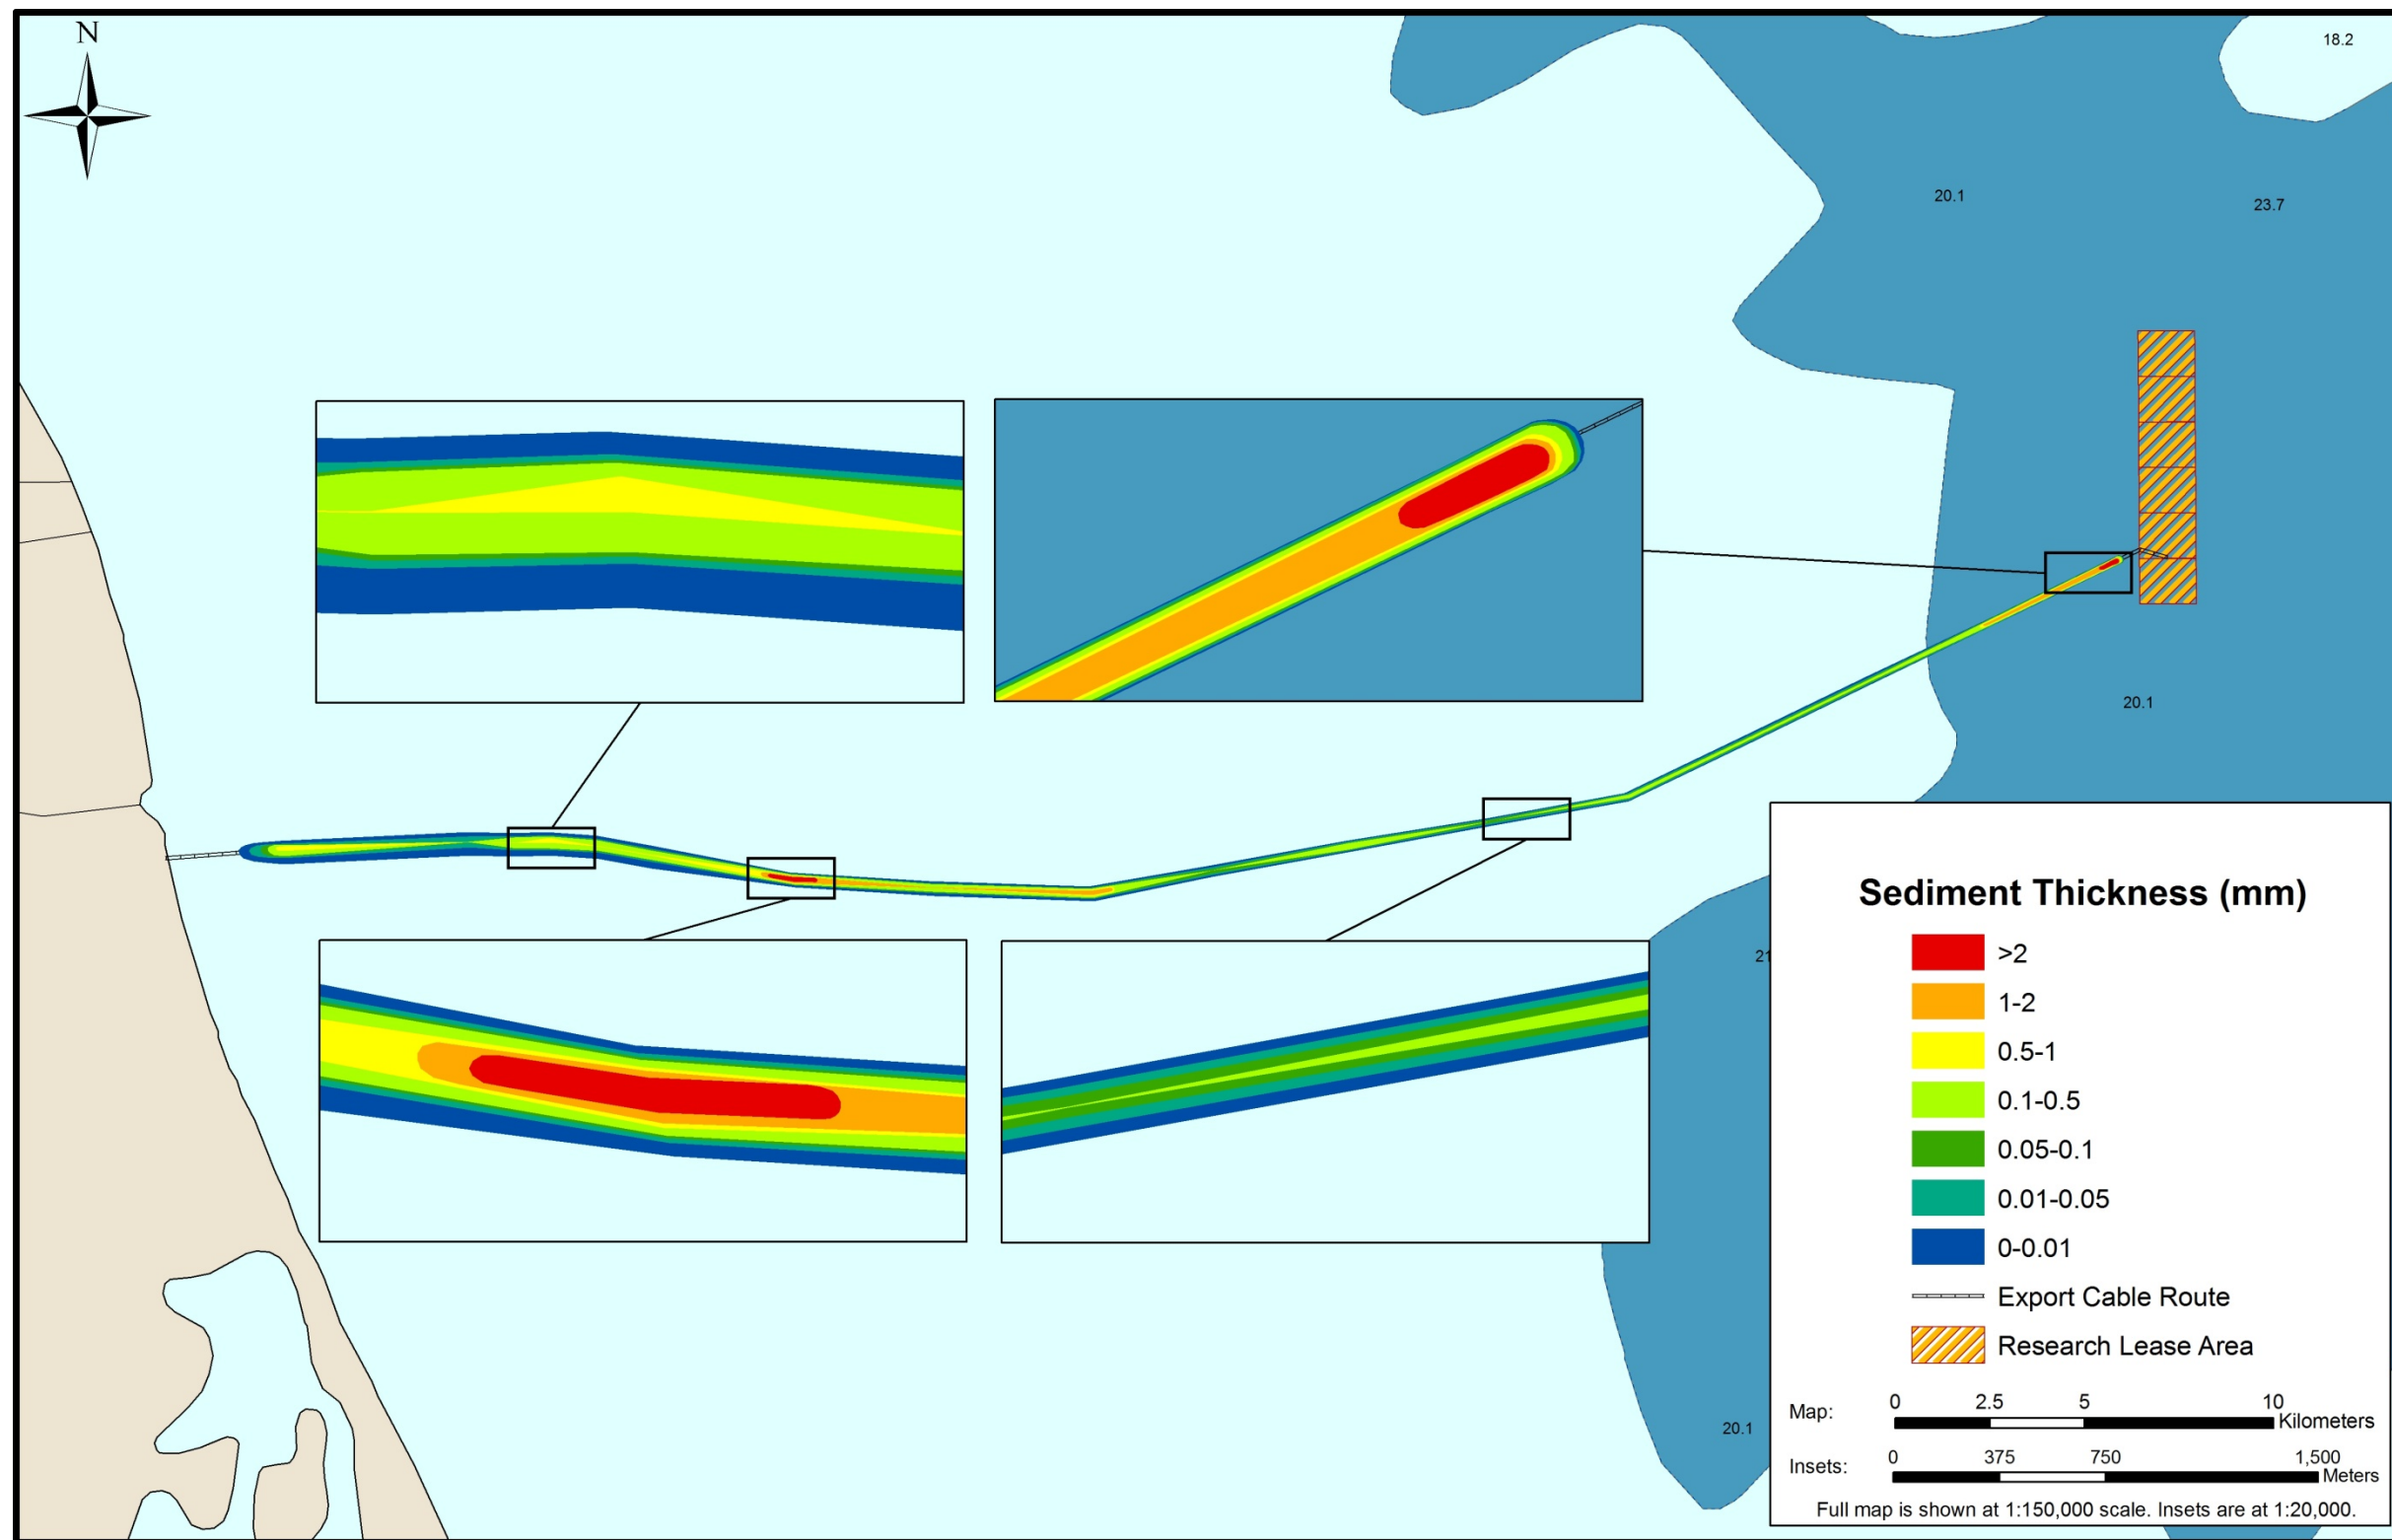 N
18.2
20.1
23.7
20.1
21
20.1
Sediment Thickness (mm)
>2
1-2
0.5-1
0.1-0.5
0.05-0.1
0.01-0.05
0-0.01
Export Cable Route
Research Lease Area
Map:
0 2.5 5 10
Kilometers
Insets:
0 375 750 1,500
Meters
Full map is shown at 1:150,000 scale. Insets are at 1:20,000.